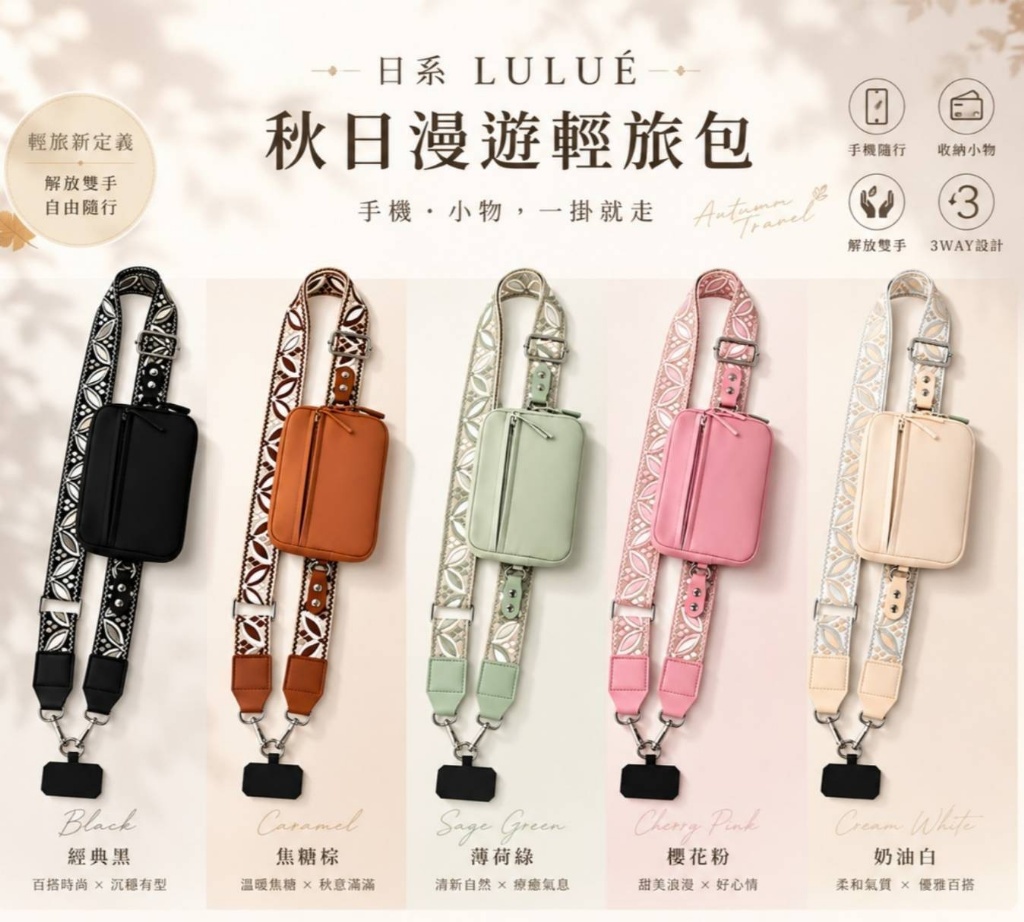 日系 LULUÉ
秋日漫遊輕旅包
手機・小物，一掛就走
Autumn
Travel
輕旅新定義
解放雙手
自由隨行
手機隨行
收納小物
解放雙手
3
3WAY設計
Black
經典黑
百搭時尚 × 沉穩有型
Caramel
焦糖棕
溫暖焦糖 × 秋意滿滿
Sage Green
薄荷綠
清新自然 × 療癒氣息
Cherry Pink
櫻花粉
甜美浪漫 × 好心情
Cream White
奶油白
柔和氣質 × 優雅百搭